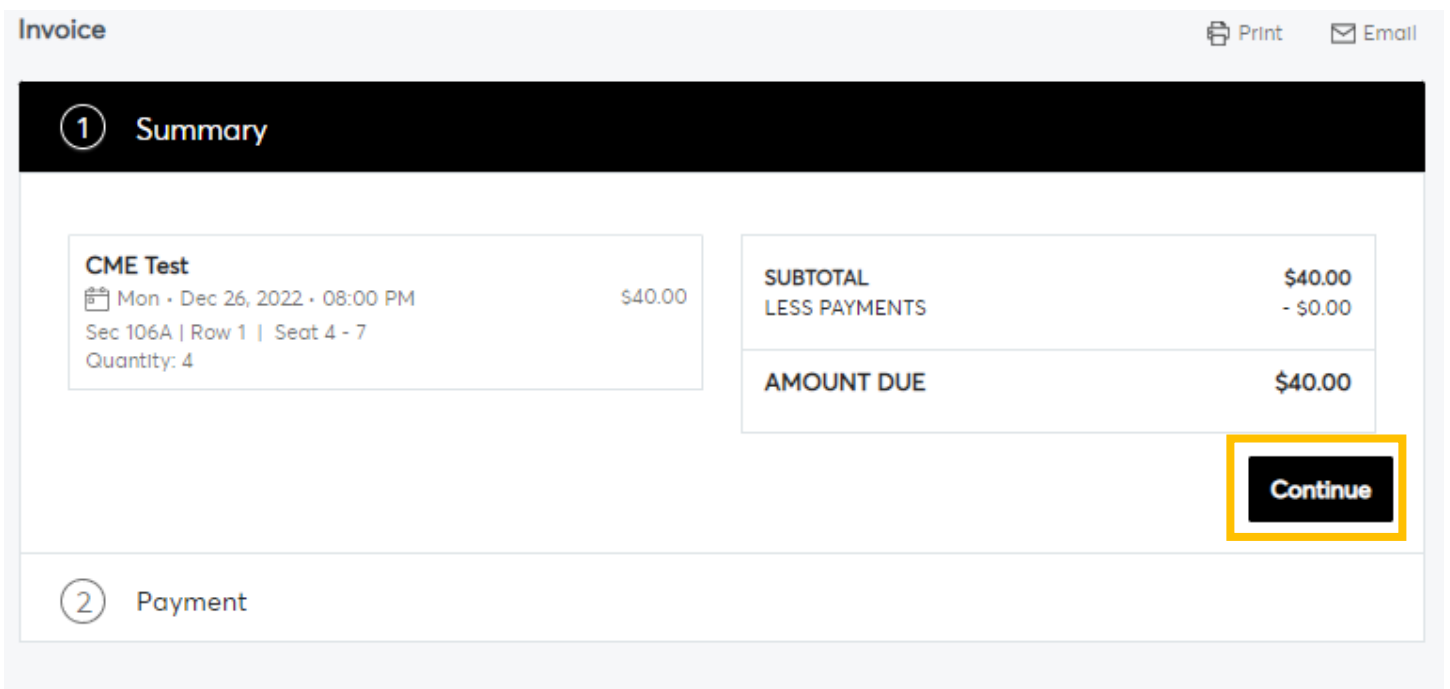 Invoice
Print
Email
1 Summary
CME Test
Mon • Dec 26, 2022 • 08:00 PM
$40.00
Sec 106A | Row 1 | Seat 4 - 7
Quantity: 4
SUBTOTAL $40.00
LESS PAYMENTS - $0.00
AMOUNT DUE $40.00
Continue
2 Payment